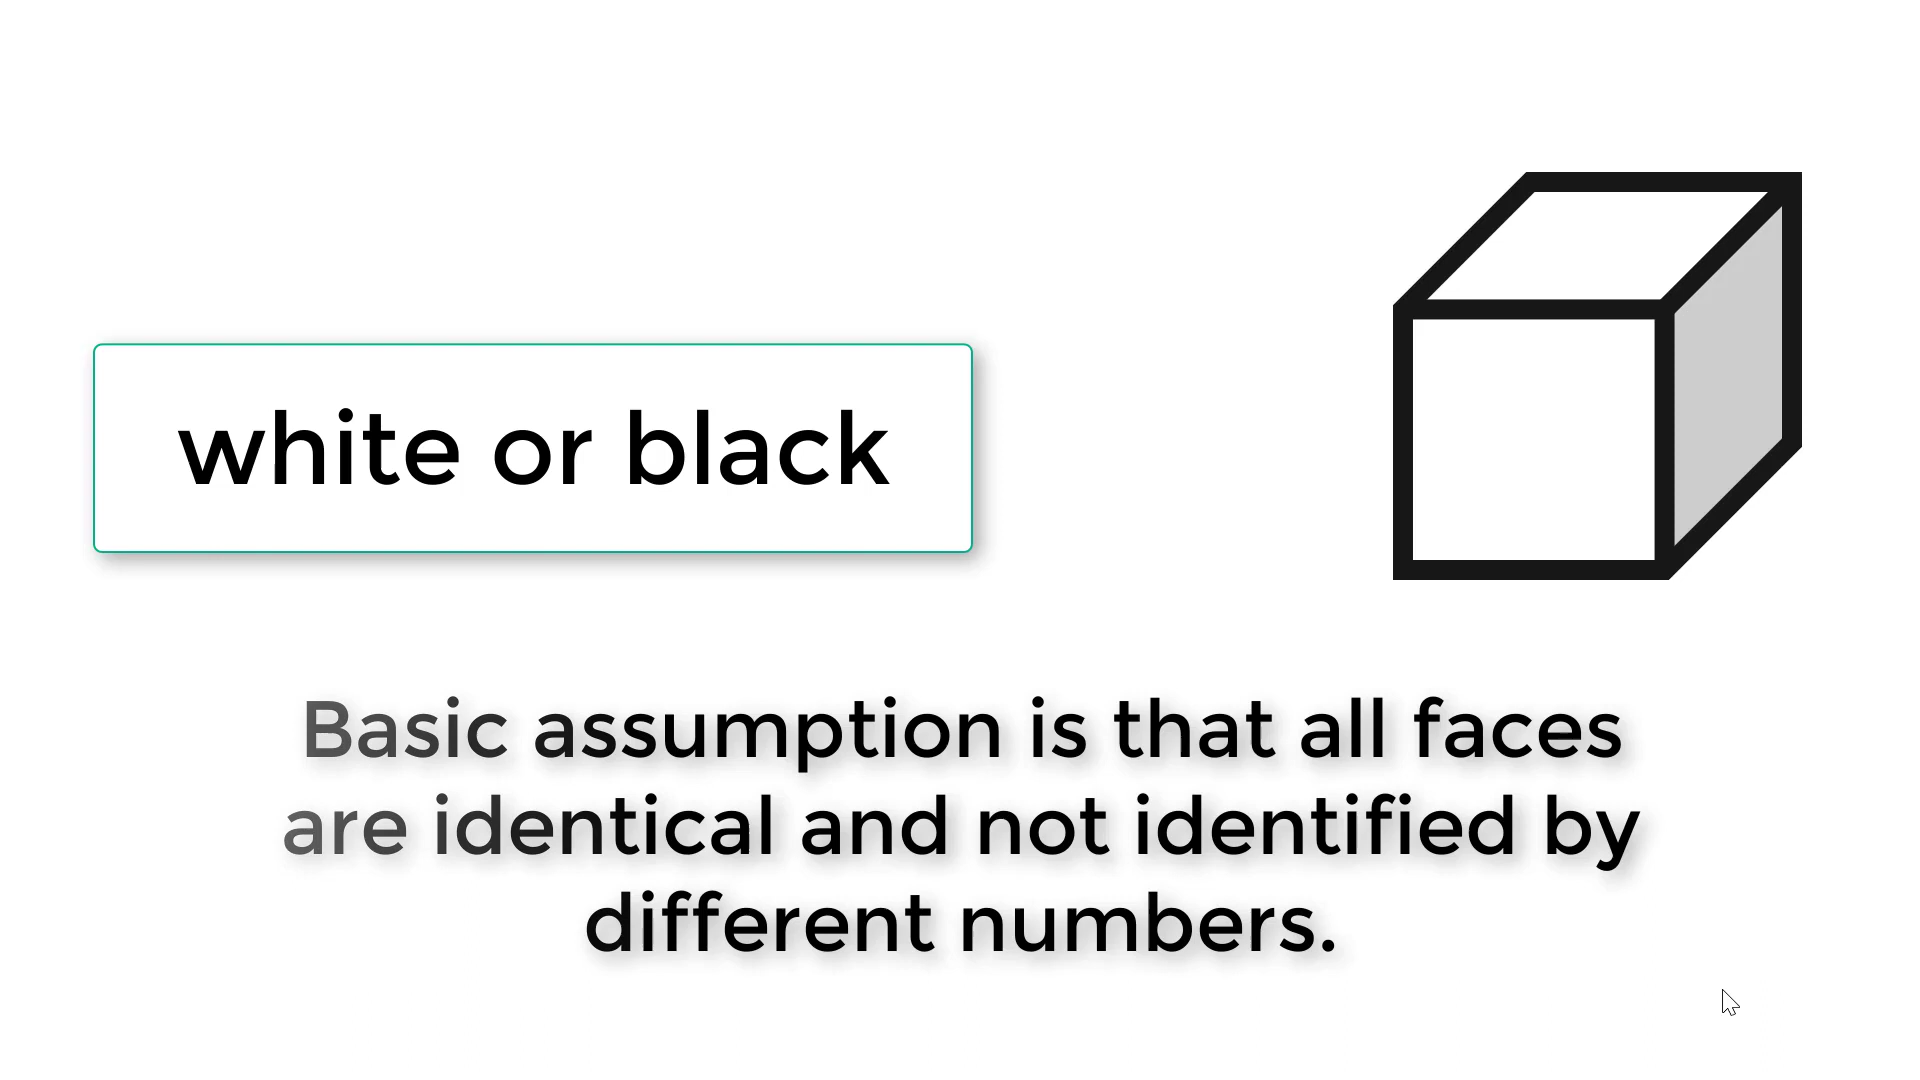 white or black
Basic assumption is that all faces
are identical and not identified by
different numbers.